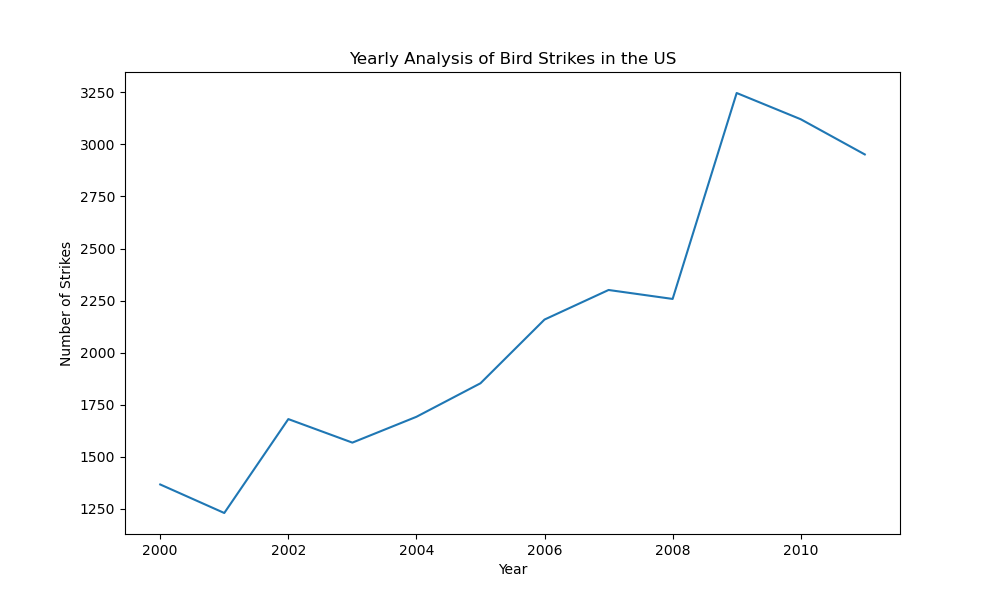 Yearly Analysis of Bird Strikes in the US
3250
3000
2750
2500
2250
2000
1750
1500
1250
Number of Strikes
2000 2002 2004 2006 2008 2010
Year